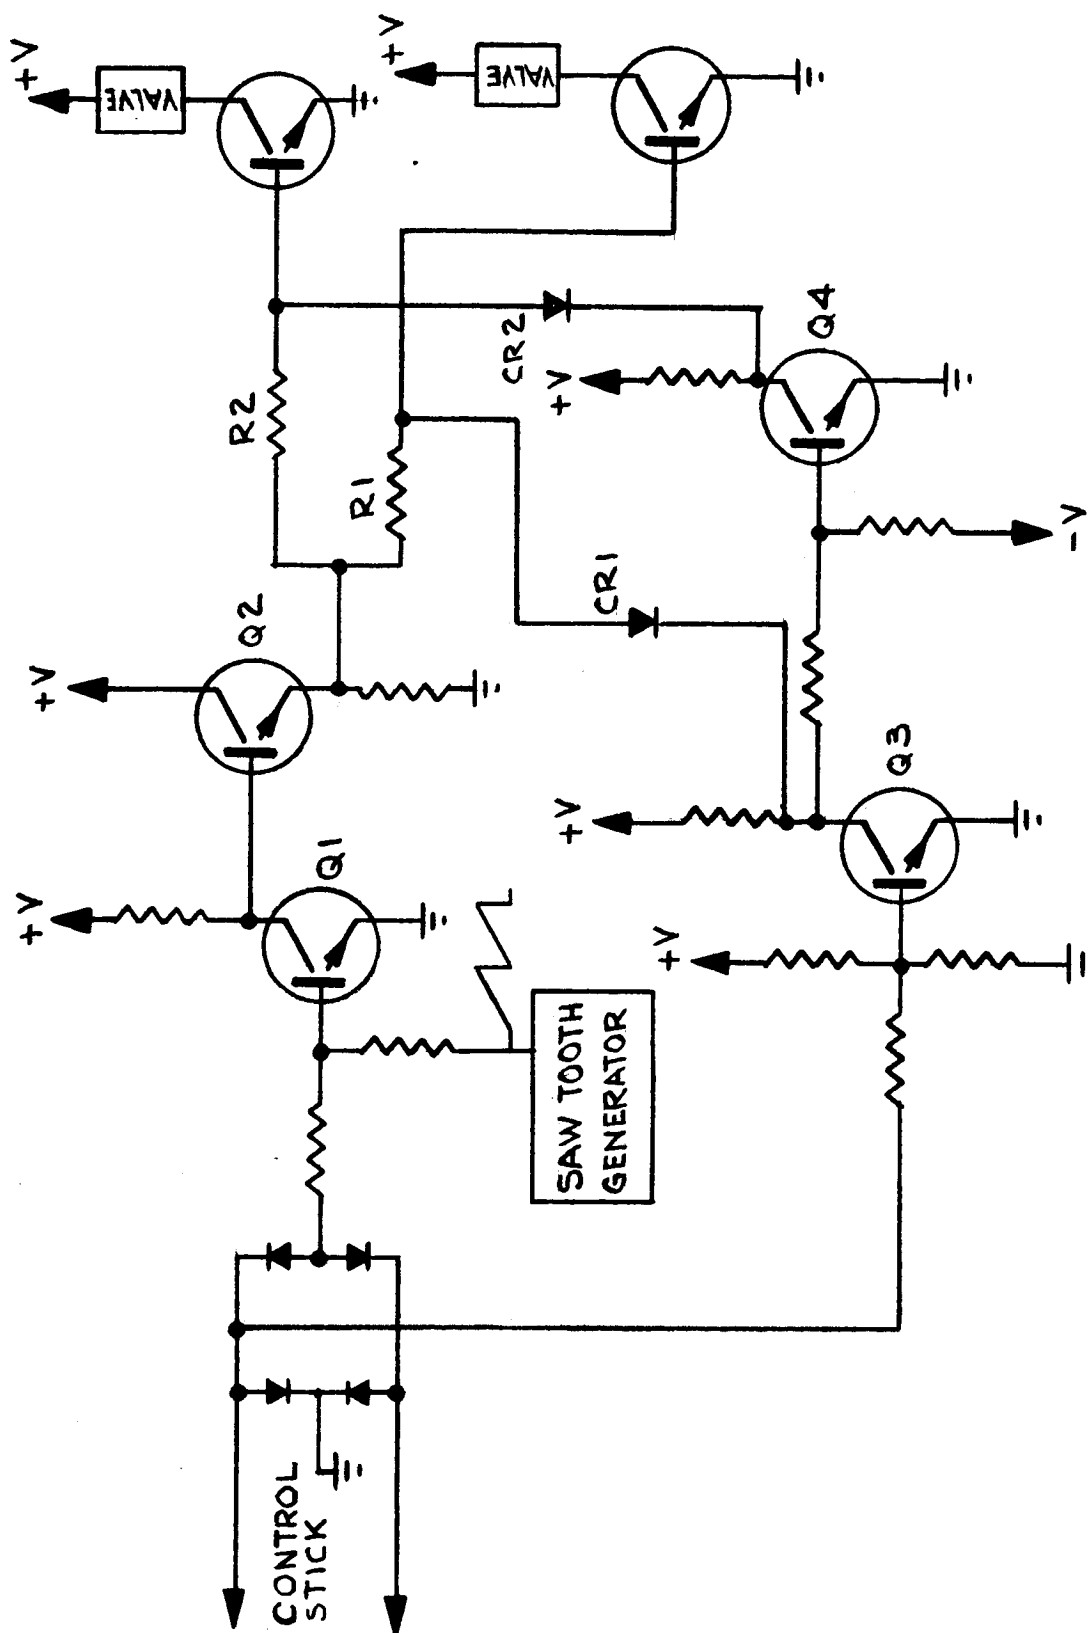 +V
VALVE
+V
VALVE
R2
R1
CR2
+V
Q4
+V
Q2
CR1
-V
+V
Q1
+V
Q3
+V
SAW TOOTH
GENERATOR
CONTROL
STICK